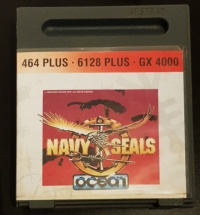 464 PLUS · 6128 PLUS · GX 4000
NAVY SEALS
ocean